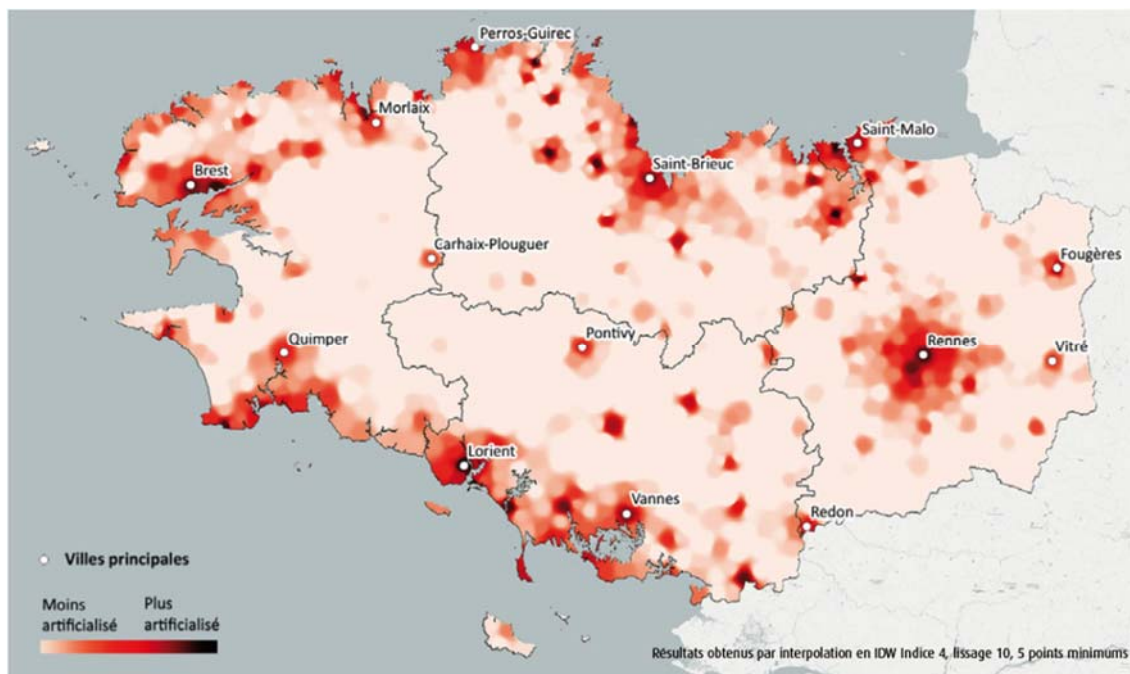 Perros-Guirec
Morlaix
Saint-Malo
Brest
Saint-Brieuc
Carhaix-Plouguer
Fougères
Quimper
Pontivy
Rennes
Vitré
Lorient
Vannes
Redon
Villes principales
Moins artificialisé
Plus artificialisé
Résultats obtenus par interpolation en IDW Indice 4, lissage 10, 5 points minimums